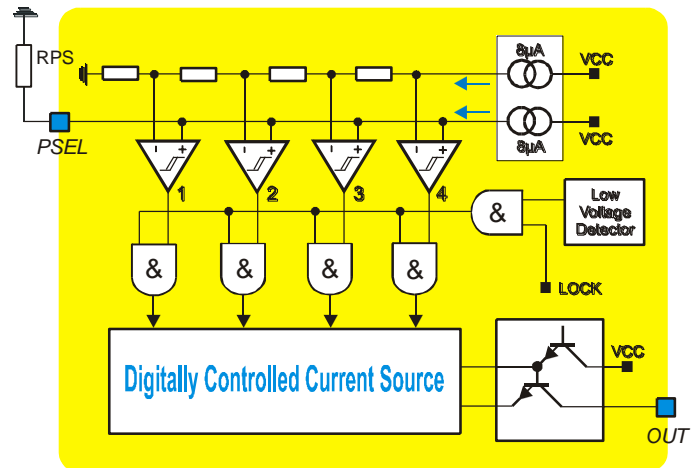 8µA
VCC
RPS
VCC
8µA
PSEL
- +
- +
- +
- +
1
2
3
4
&
Low
Voltage
Detector
&
&
&
&
LOCK
Digitally Controlled Current Source
VCC
OUT